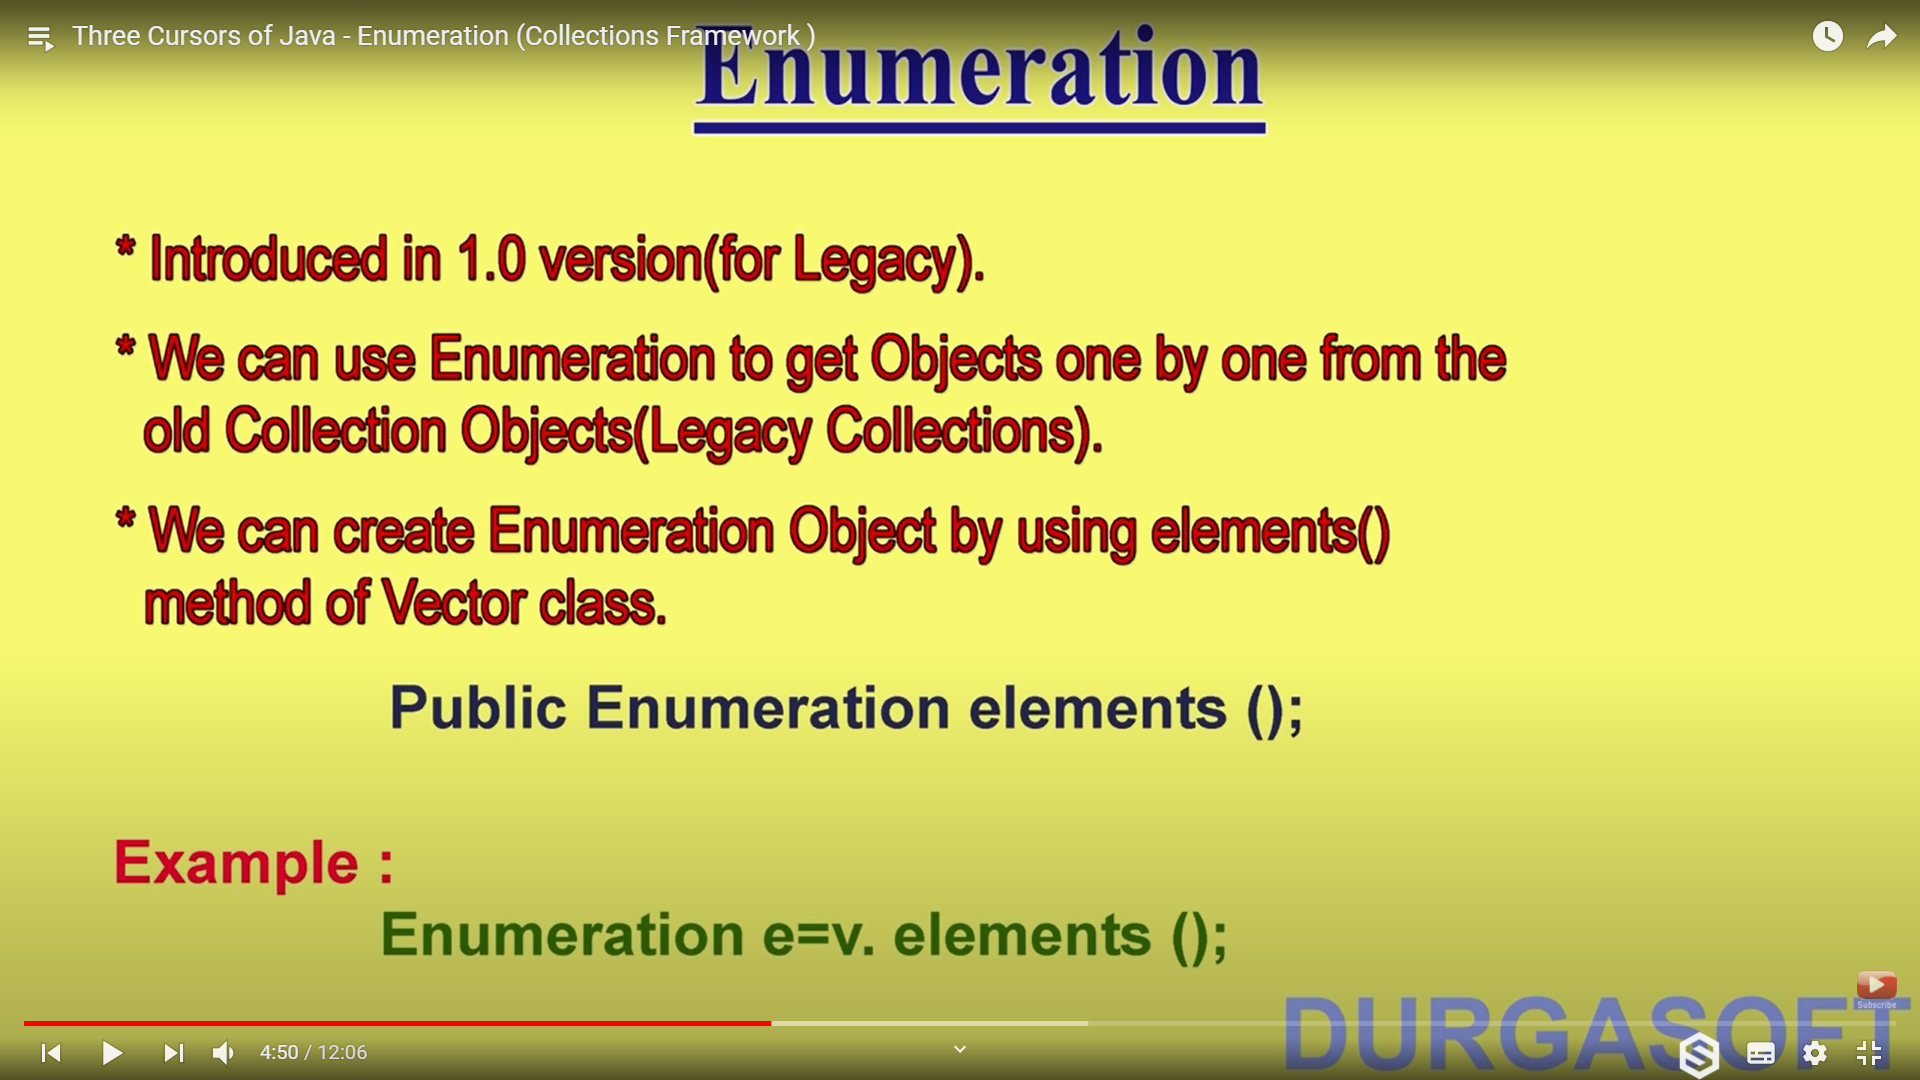 Three Cursors of Java - Enumeration (Collections Framework )
Enumeration
* Introduced in 1.0 version(for Legacy).
* We can use Enumeration to get Objects one by one from the
old Collection Objects(Legacy Collections).
* We can create Enumeration Object by using elements()
method of Vector class.
Public Enumeration elements ();
Example :
Enumeration e=v. elements ();
Subscribe
DURGASOFT
4:50 / 12:06